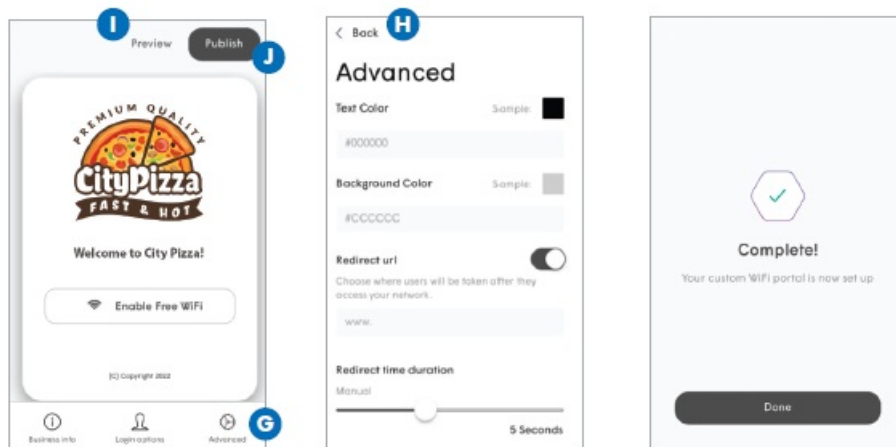 I
Preview
Publish
J
PREMIUM QUALITY
CityPizza
FAST & HOT
Welcome to City Pizza!
Enable Free WiFi
(C) Copyright 2022
Business info
Login options
Advanced
G
< Back
H
Advanced
Text Color
Sample:
#000000
Background Color
Sample:
#CCCCCC
Redirect url
Choose where users will be taken after they
access your network.
www.
Redirect time duration
Manual
5 Seconds
Complete!
Your custom WiFi portal is now set up
Done